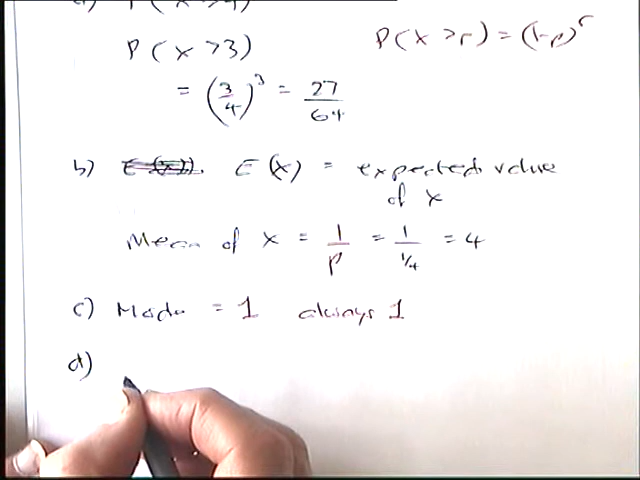 P(X>4)
P(X>3)
P(X>r) = (1-p)^r
= (3/4)^3 = 27/64
b) E(X) = expected value
of X
Mean of X = 1/P = 1/1/4 = 4
c) Mode = 1 always 1
d)